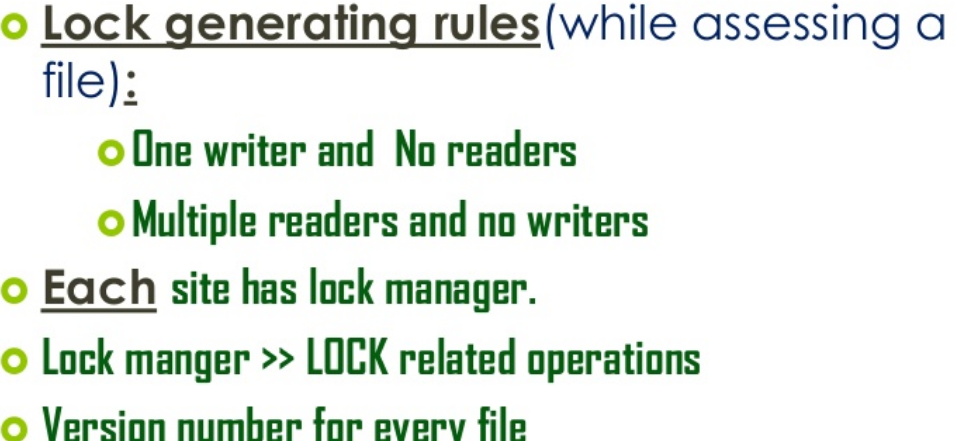 Lock generating rules(while assessing a
file):
One writer and No readers
Multiple readers and no writers
Each site has lock manager.
Lock manger >> LOCK related operations
Version number for every file